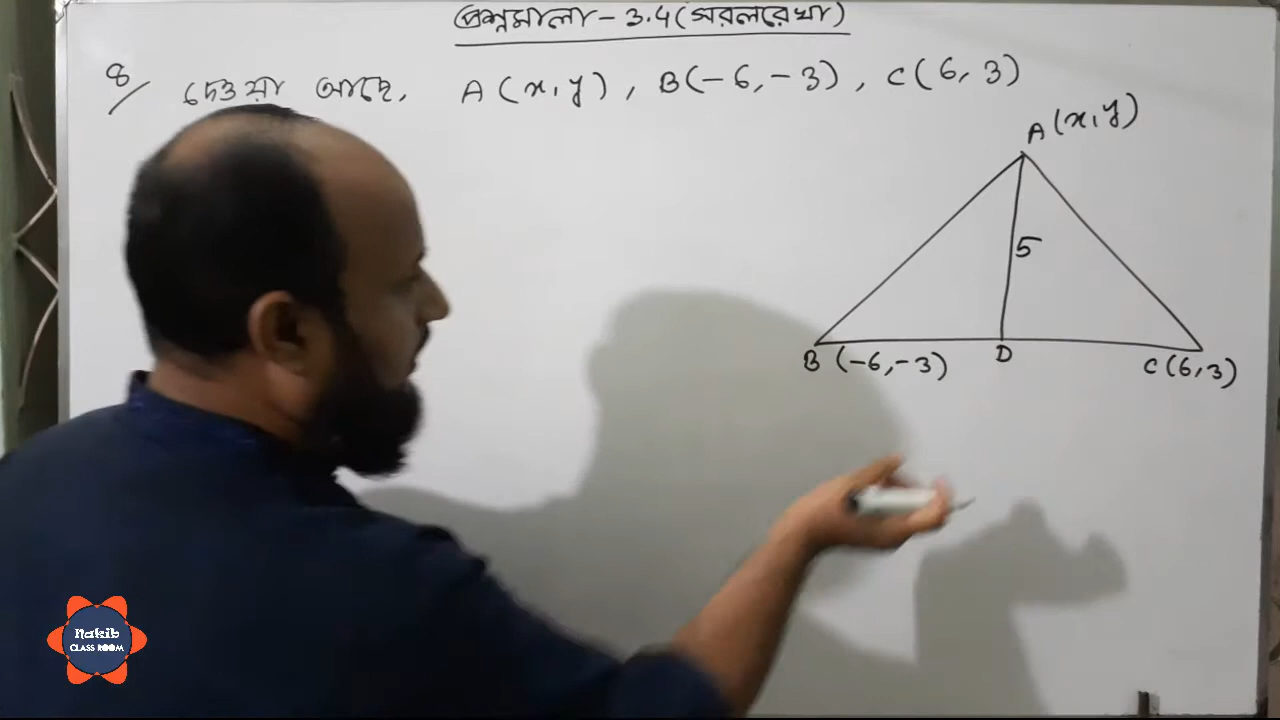 প্রশ্নমালা - 3.4 (সরলরেখা)
8/ দেওয়া আছে, A(x,y), B(-6,-3), C(6,3)
A(x,y)
5
B(-6,-3) D C(6,3)
Nakib
CLASS ROOM